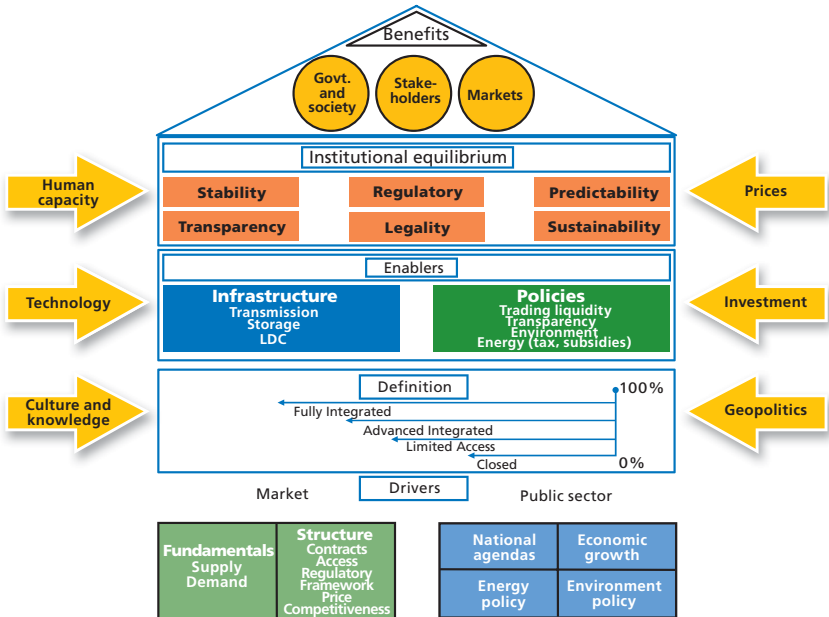 Benefits
Govt.
and
society
Stake-
holders
Markets
Institutional equilibrium
Human
capacity
Stability
Regulatory
Predictability
Prices
Transparency
Legality
Sustainability
Enablers
Technology
Infrastructure
Transmission
Storage
LDC
Policies
Trading liquidity
Transparency
Environment
Energy (tax, subsidies)
Investment
Culture and
knowledge
Definition
100%
Fully Integrated
Advanced Integrated
Limited Access
Closed
0%
Geopolitics
Market
Drivers
Public sector
Fundamentals
Supply
Demand
Structure
Contracts
Access
Regulatory
Framework
Price
Competitiveness
National
agendas
Economic
growth
Energy
policy
Environment
policy